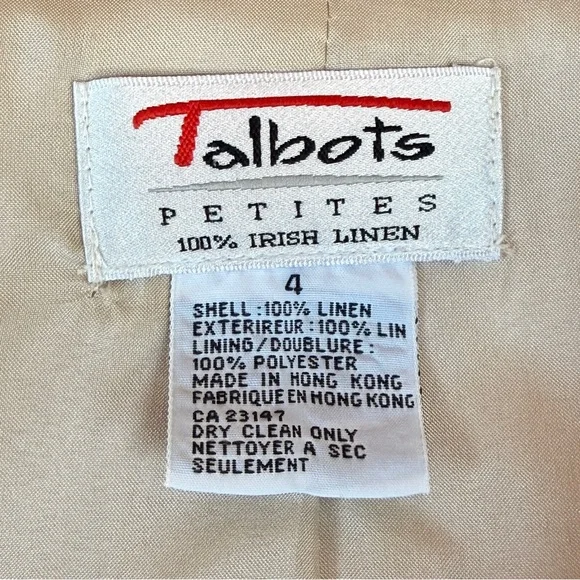 Talbots
PETITES
100% IRISH LINEN
4
SHELL:100% LINEN
EXTERIREUR:100% LIN
LINING/DOUBLURE:
100% POLYESTER
MADE IN HONG KONG
FABRIQUE EN HONG KONG
CA 23147
DRY CLEAN ONLY
NETTOYER A SEC
SEULEMENT